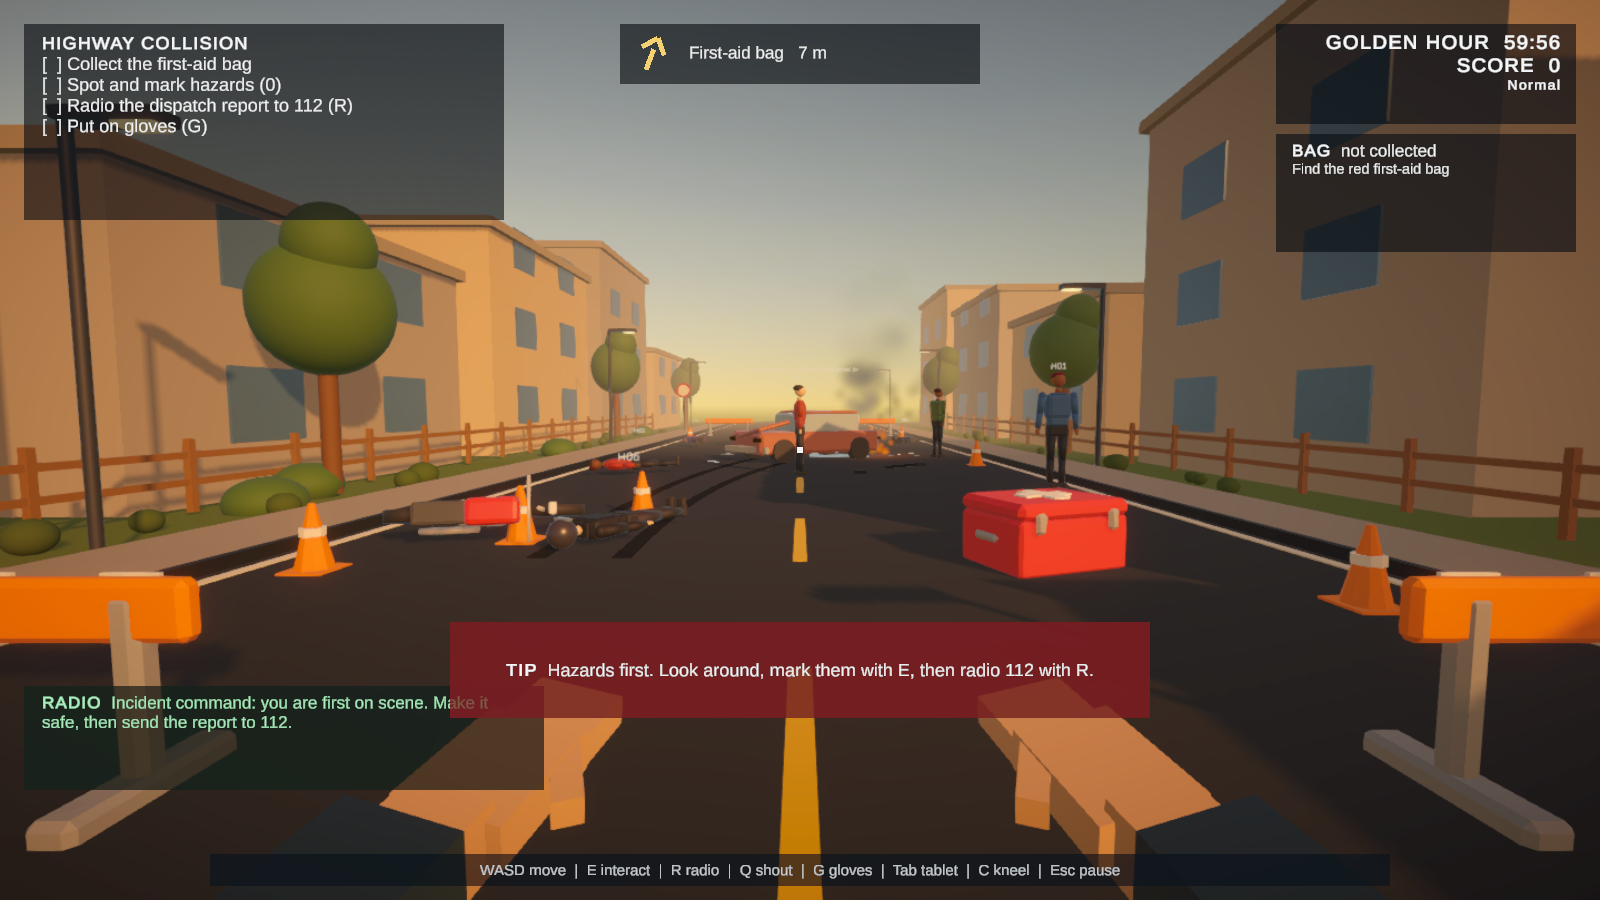 HIGHWAY COLLISION
[ ] Collect the first-aid bag
[ ] Spot and mark hazards (0)
[ ] Radio the dispatch report to 112 (R)
[ ] Put on gloves (G)
First-aid bag 7 m
GOLDEN HOUR 59:56
SCORE 0
Normal
BAG not collected
Find the red first-aid bag
H01
H06
TIP Hazards first. Look around, mark them with E, then radio 112 with R.
RADIO Incident command: you are first on scene. Make it
safe, then send the report to 112.
WASD move | E interact | R radio | Q shout | G gloves | Tab tablet | C kneel | Esc pause